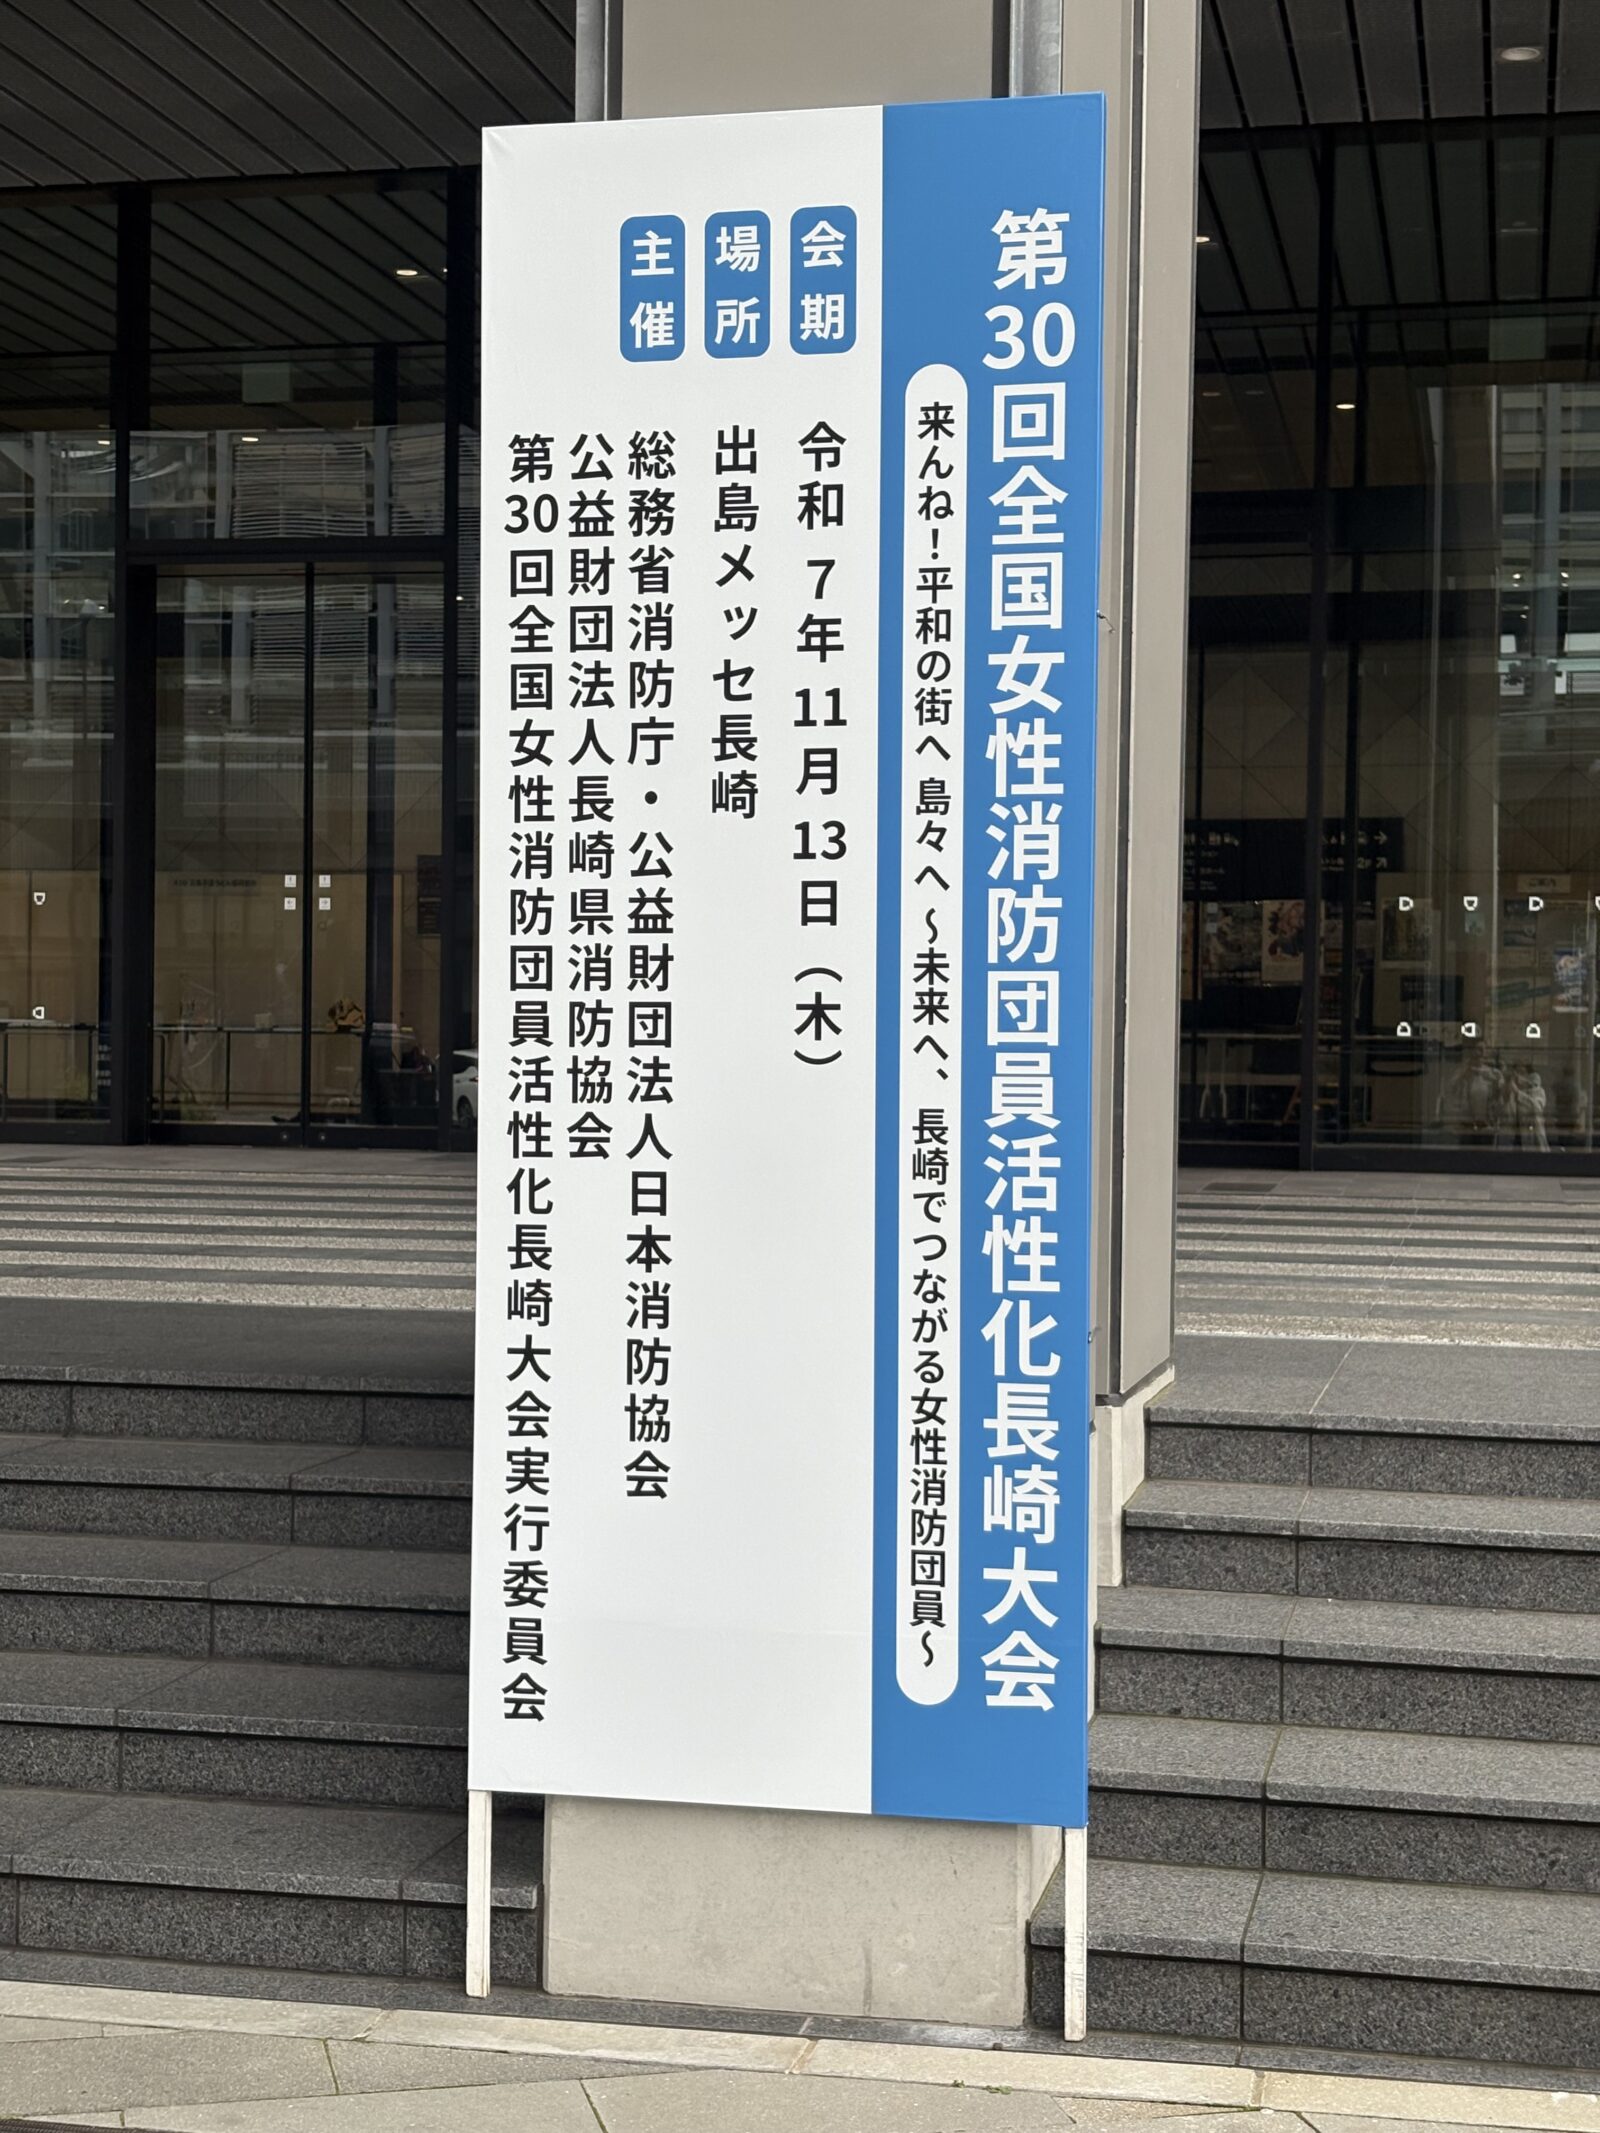 第30回全国女性消防団員活性化長崎大会
来んね！平和の街へ 島々へ ～未来へ、長崎でつながる女性消防団員～
会期 令和 7年 11月 13日（木）
場所 出島メッセ長崎
主催 総務省消防庁・公益財団法人日本消防協会
公益財団法人長崎県消防協会
第30回全国女性消防団員活性化長崎大会実行委員会